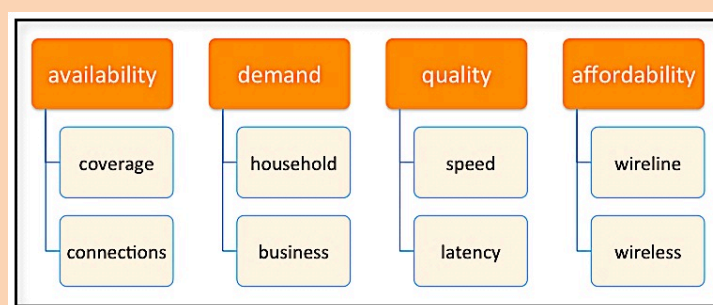 availability
coverage
connections
demand
household
business
quality
speed
latency
affordability
wireline
wireless